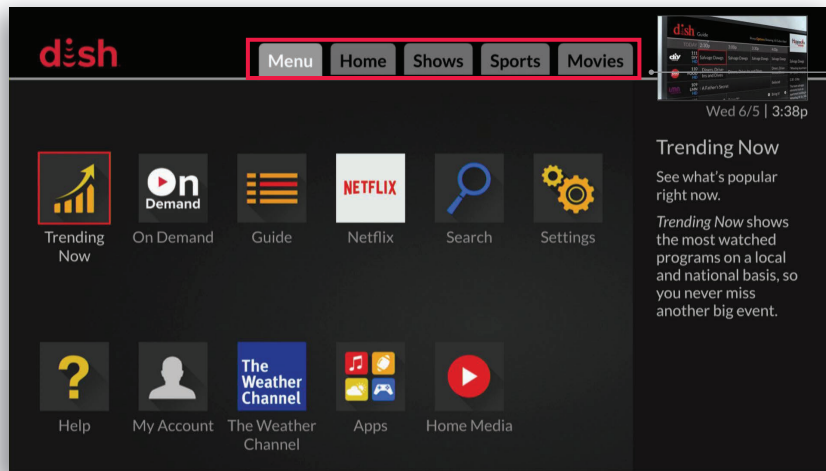 dish
Menu Home Shows Sports Movies
dish Guide
Wed 6/5 | 3:38p
Trending Now
See what's popular
right now.
Trending Now shows
the most watched
programs on a local
and national basis, so
you never miss
another big event.
On
Demand
NETFLIX
Trending
Now
On Demand
Guide
Netflix
Search
Settings
?
The
Weather
Channel
Help
My Account
The Weather
Channel
Apps
Home Media